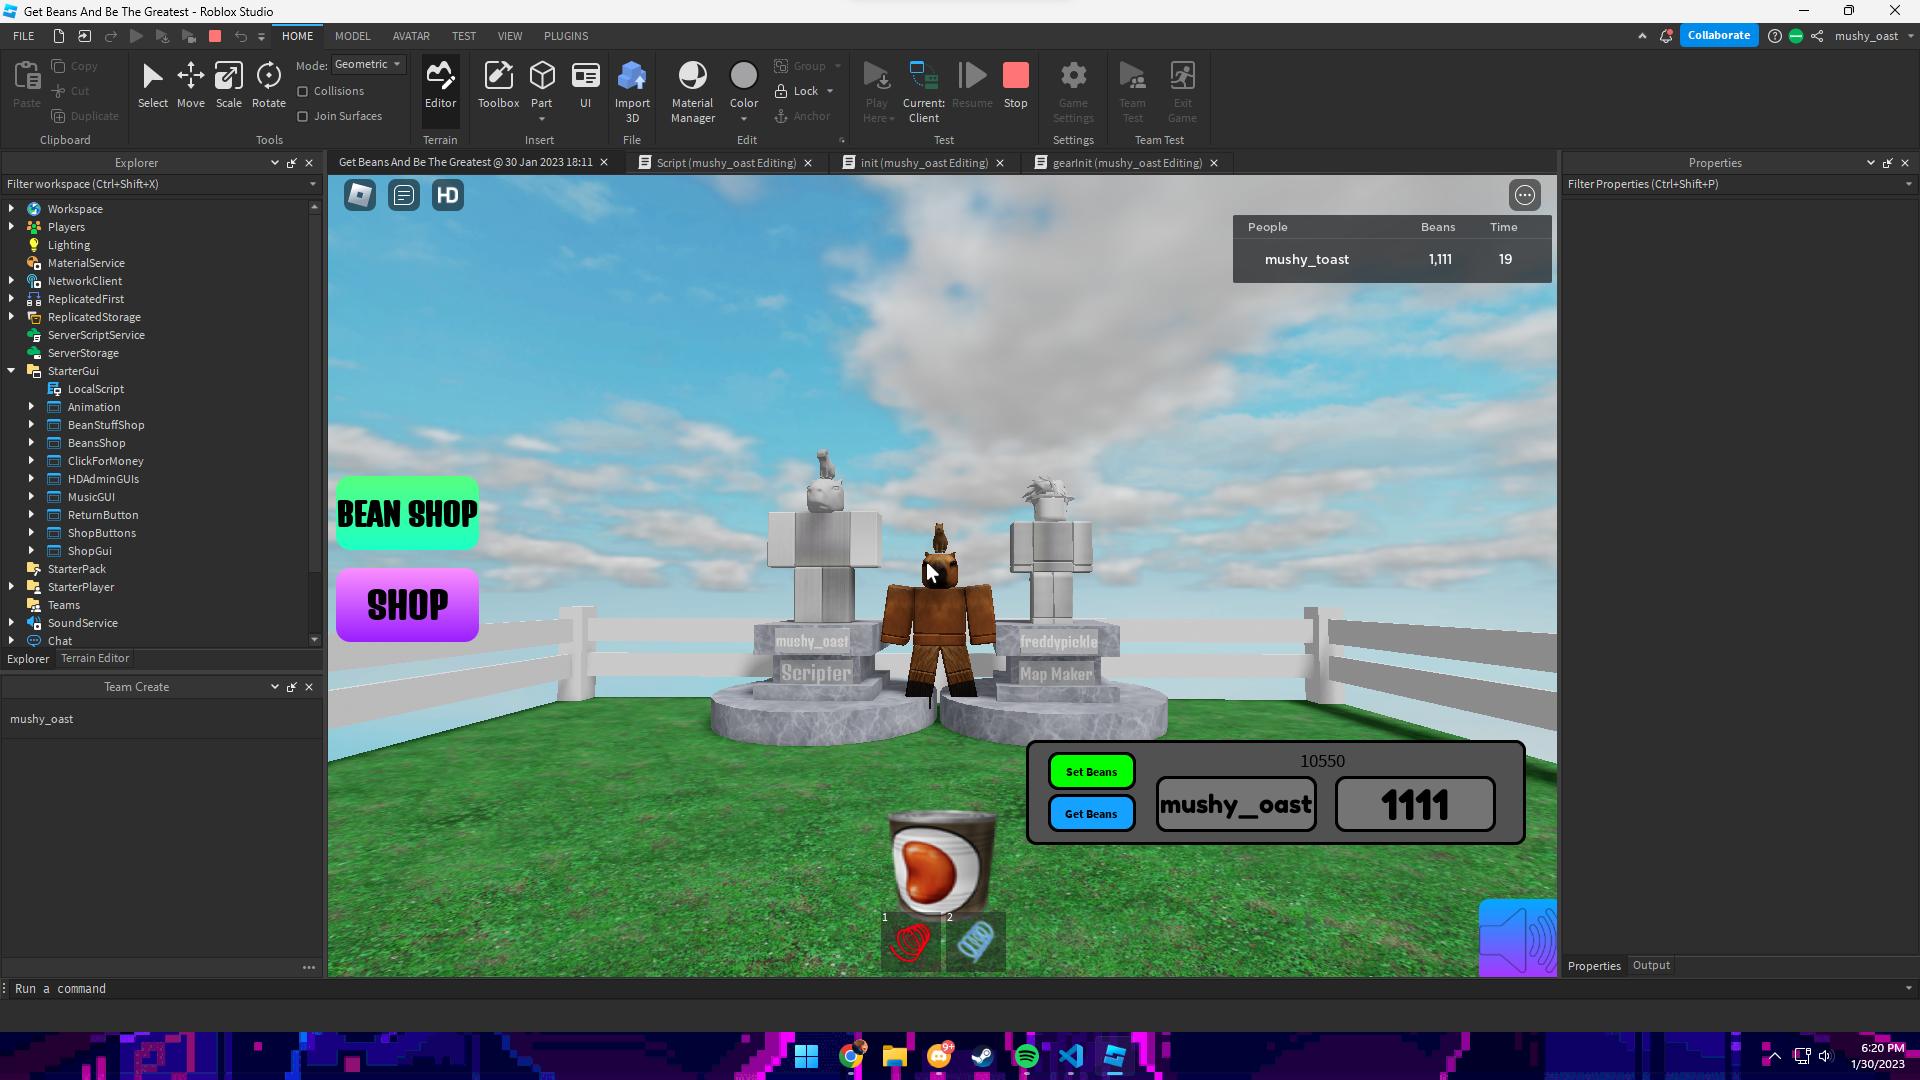 Get Beans And Be The Greatest - Roblox Studio
FILE HOME MODEL AVATAR TEST VIEW PLUGINS
Collaborate mushy_oast
Paste Copy Cut Duplicate Clipboard
Select Move Scale Rotate Mode: Geometric Collisions Join Surfaces Tools
Editor Terrain
Toolbox Part UI Insert
Import 3D File
Material Manager Color Group Lock Anchor Edit
Play Here Current: Client Resume Stop Test
Game Settings Settings
Team Test Exit Game Team Test
Explorer
Get Beans And Be The Greatest @ 30 Jan 2023 18:11
Script (mushy_oast Editing)
init (mushy_oast Editing)
gearInit (mushy_oast Editing)
Properties
Filter workspace (Ctrl+Shift+X)
Filter Properties (Ctrl+Shift+P)
Workspace
Players
Lighting
MaterialService
NetworkClient
ReplicatedFirst
ReplicatedStorage
ServerScriptService
ServerStorage
StarterGui
LocalScript
Animation
BeanStuffShop
BeansShop
ClickForMoney
HDAdminGUIs
MusicGUI
ReturnButton
ShopButtons
ShopGui
StarterPack
StarterPlayer
Teams
SoundService
Chat
Explorer Terrain Editor
Team Create
mushy_oast
HD
People Beans Time
mushy_toast 1,111 19
BEAN SHOP
SHOP
mushy_oast
Scripter
freddypickle
Map Maker
10550
Set Beans
Get Beans
mushy_oast
1111
1 2
Properties Output
Run a command
9+
6:20 PM
1/30/2023